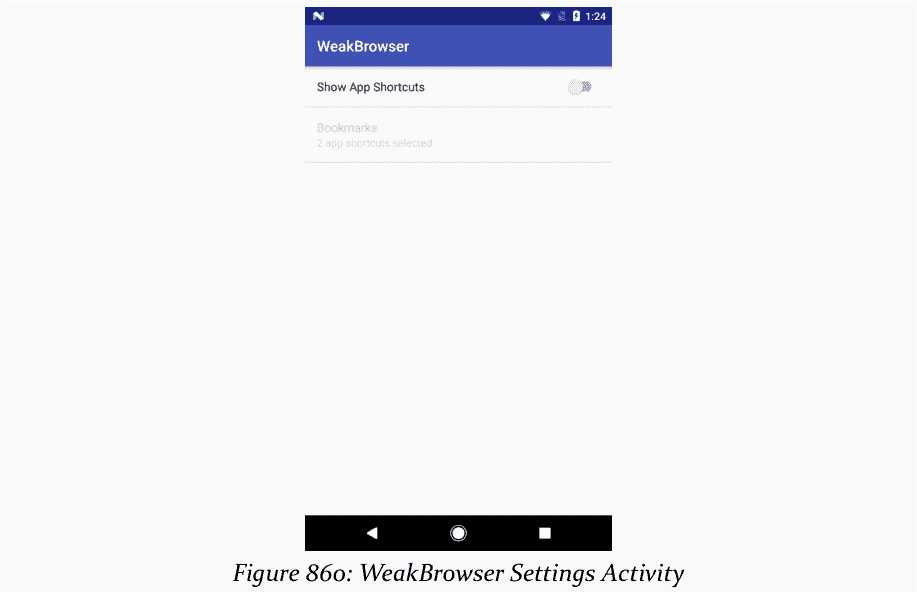 1:24
WeakBrowser
Show App Shortcuts
Bookmarks
2 app shortcuts selected
Figure 860: WeakBrowser Settings Activity